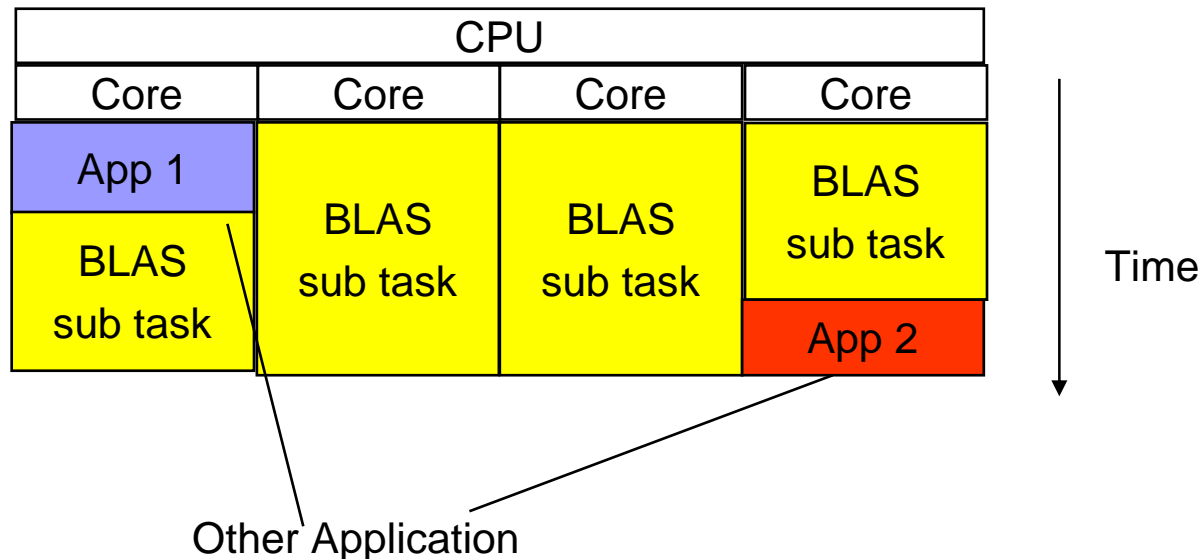 CPU
Core
Core
Core
Core
App 1
BLAS
sub task
BLAS
sub task
BLAS
sub task
BLAS
sub task
App 2
Time
Other Application